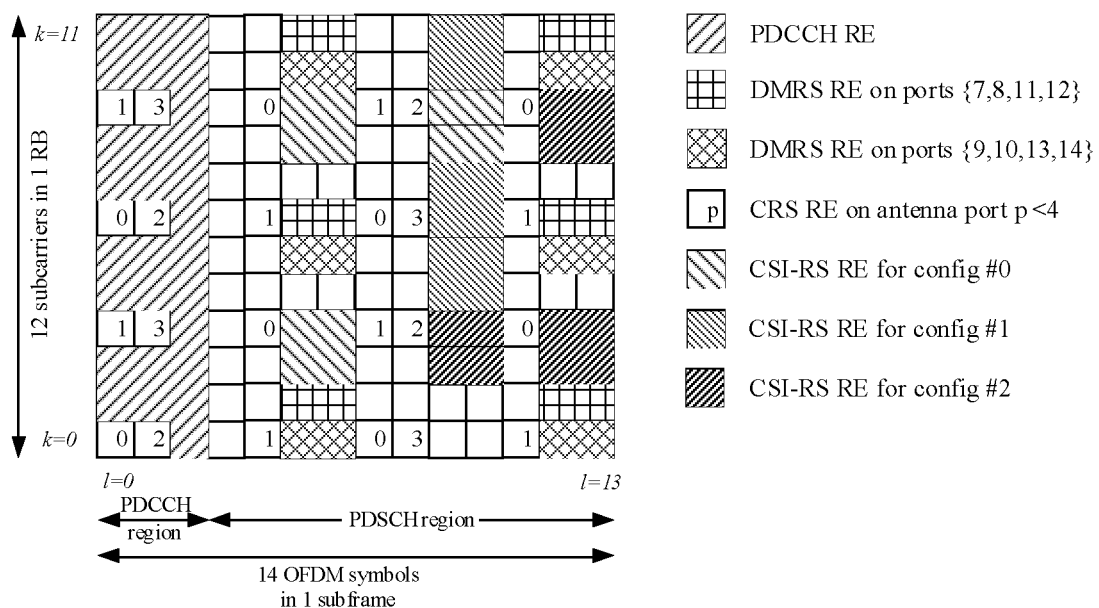 k=11
PDCCH RE
DMRS RE on ports {7,8,11,12}
1 3 0 1 2 0
DMRS RE on ports {9,10,13,14}
12 subcarriers in 1 RB
0 2 1 0 3 1
p
CRS RE on antenna port p <4
CSI-RS RE for config #0
1 3 0 1 2 0
CSI-RS RE for config #1
CSI-RS RE for config #2
k=0
0 2 1 0 3 1
l=0
l=13
PDCCH
region
PDSCH region
14 OFDM symbols
in 1 subframe